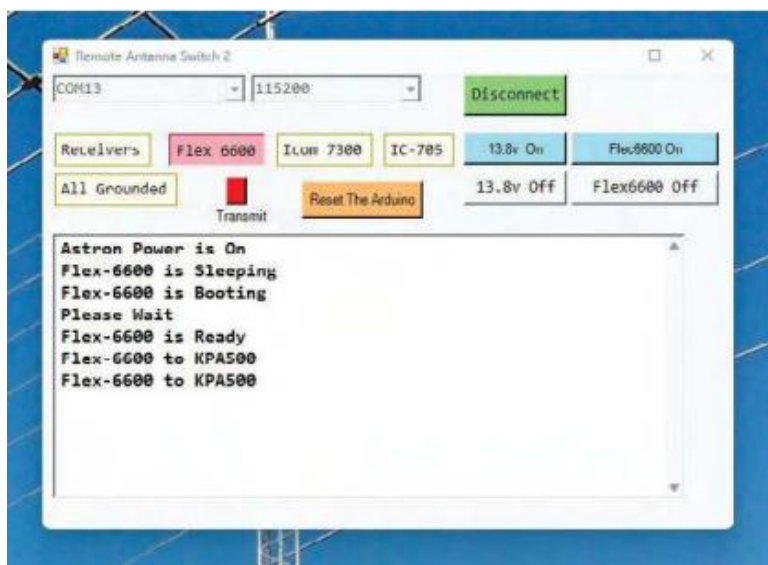 Remote Antenna Switch 2
COM13 115200 Disconnect
Receivers Flex 6600 Icom 7300 IC-705 13.8v On Flex6600 On
All Grounded Transmit Reset The Arduino 13.8v Off Flex6600 Off
Astron Power is On
Flex-6600 is Sleeping
Flex-6600 is Booting
Please Wait
Flex-6600 is Ready
Flex-6600 to KPA500
Flex-6600 to KPA500